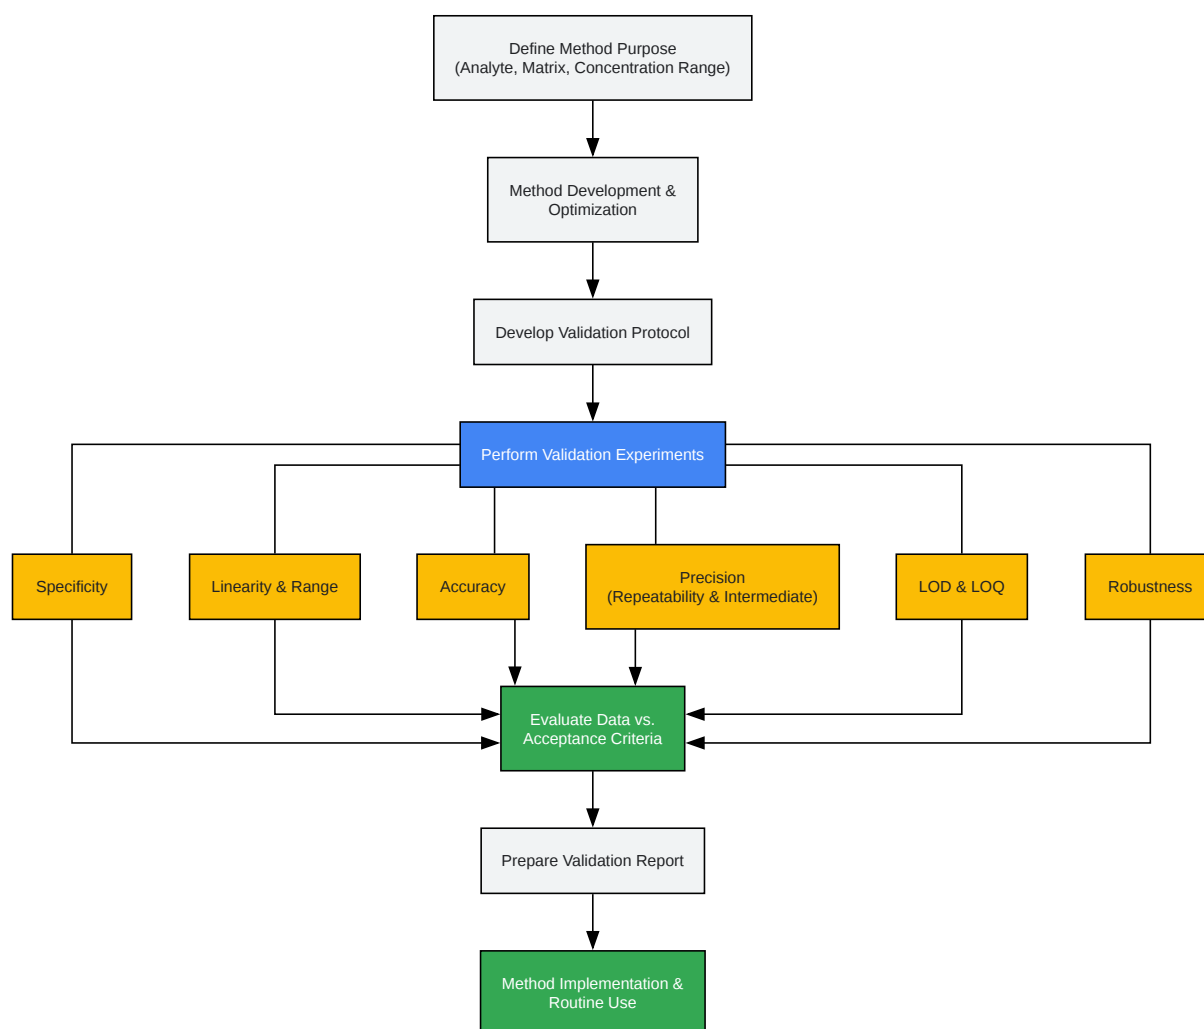 Define Method Purpose
(Analyte, Matrix, Concentration Range)
Method Development &
Optimization
Develop Validation Protocol
Perform Validation Experiments
Specificity
Linearity & Range
Accuracy
Precision
(Repeatability & Intermediate)
LOD & LOQ
Robustness
Evaluate Data vs.
Acceptance Criteria
Prepare Validation Report
Method Implementation &
Routine Use